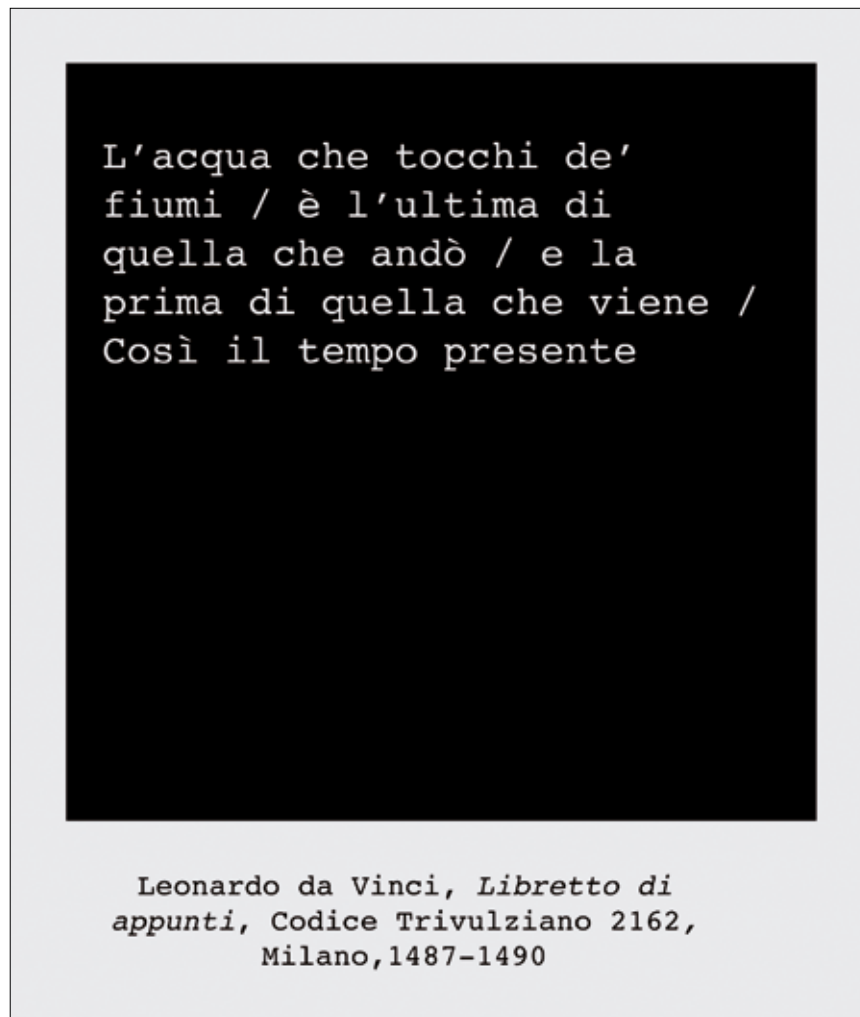 L’acqua che tocchi de’
fiumi / è l’ultima di
quella che andò / e la
prima di quella che viene /
Così il tempo presente
Leonardo da Vinci, Libretto di
appunti, Codice Trivulziano 2162,
Milano,1487–1490